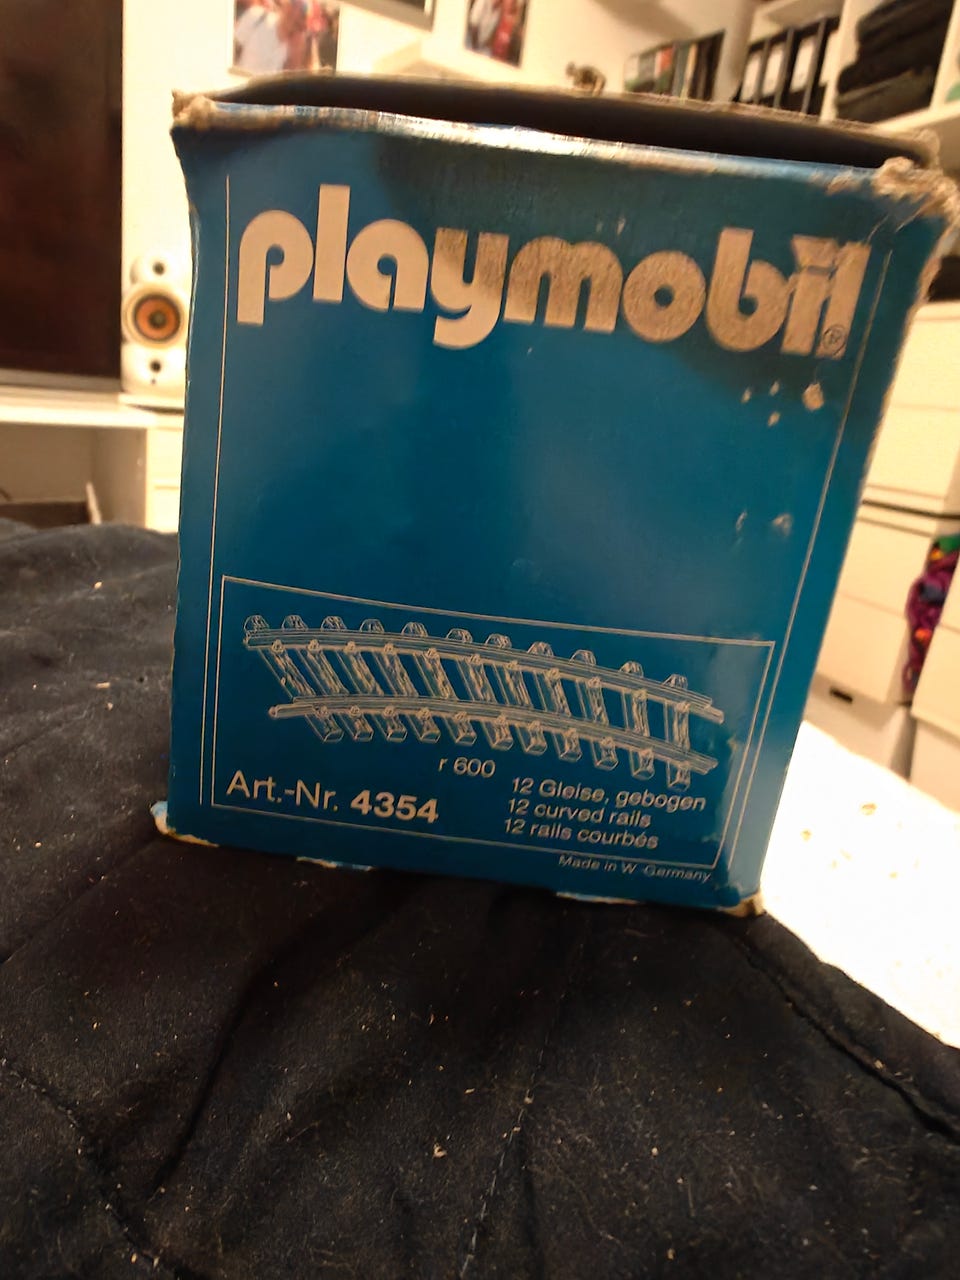 playmobil®
r 600
Art.-Nr. 4354
12 Gleise, gebogen
12 curved rails
12 rails courbés
Made in W. Germany